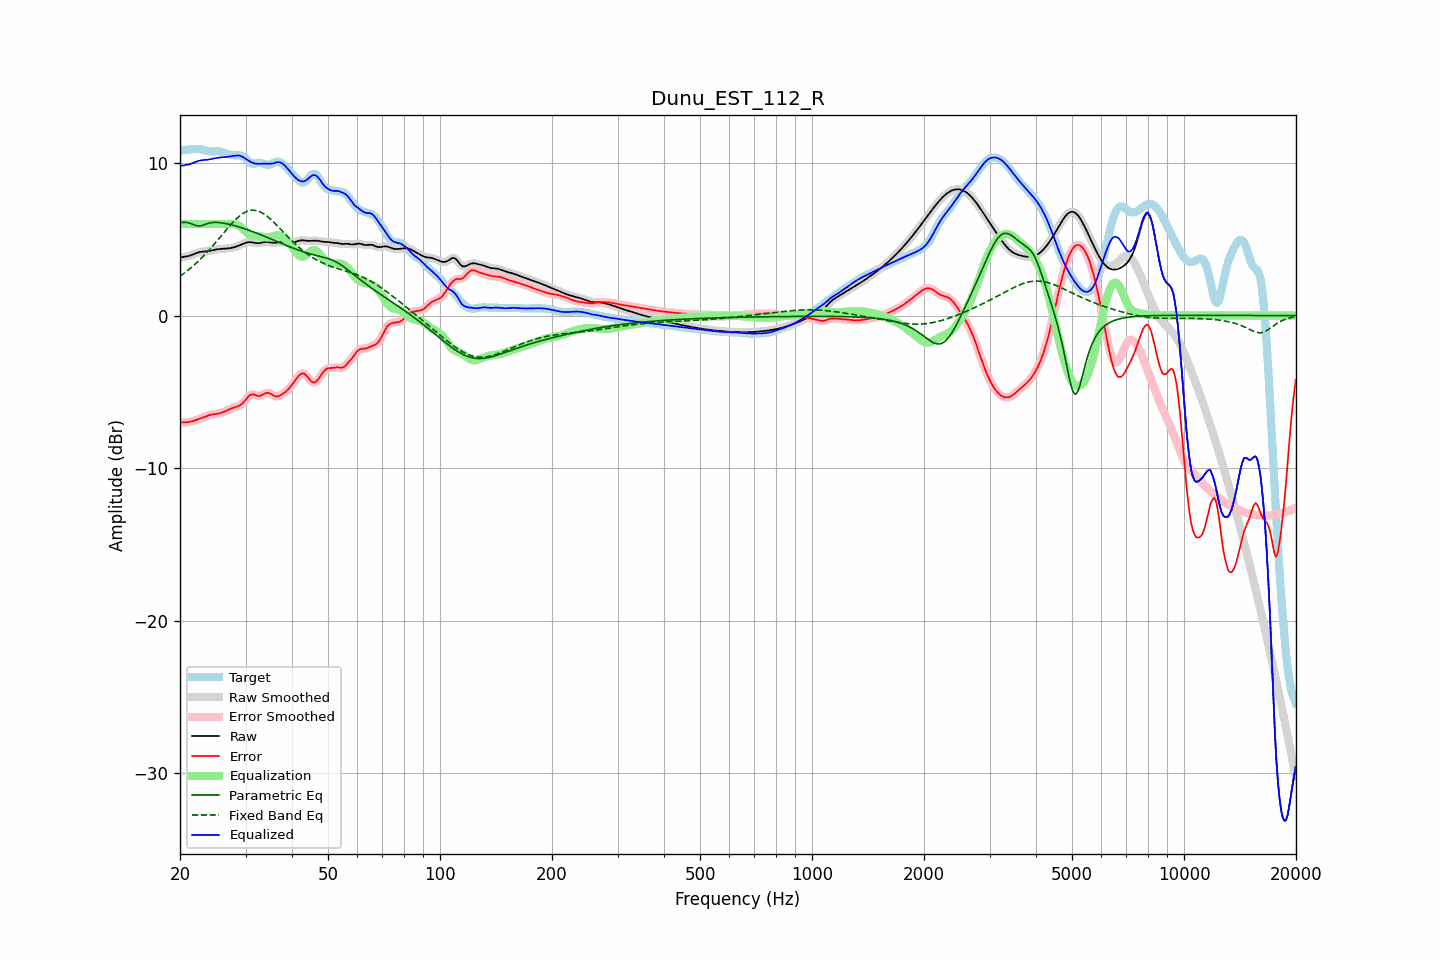 Dunu_EST_112_R
Amplitude (dBr)
10
0
−10
−20
−30
Target
Raw Smoothed
Error Smoothed
Raw
Error
Equalization
Parametric Eq
Fixed Band Eq
Equalized
20 50 100 200 500 1000 2000 5000 10000 20000
Frequency (Hz)